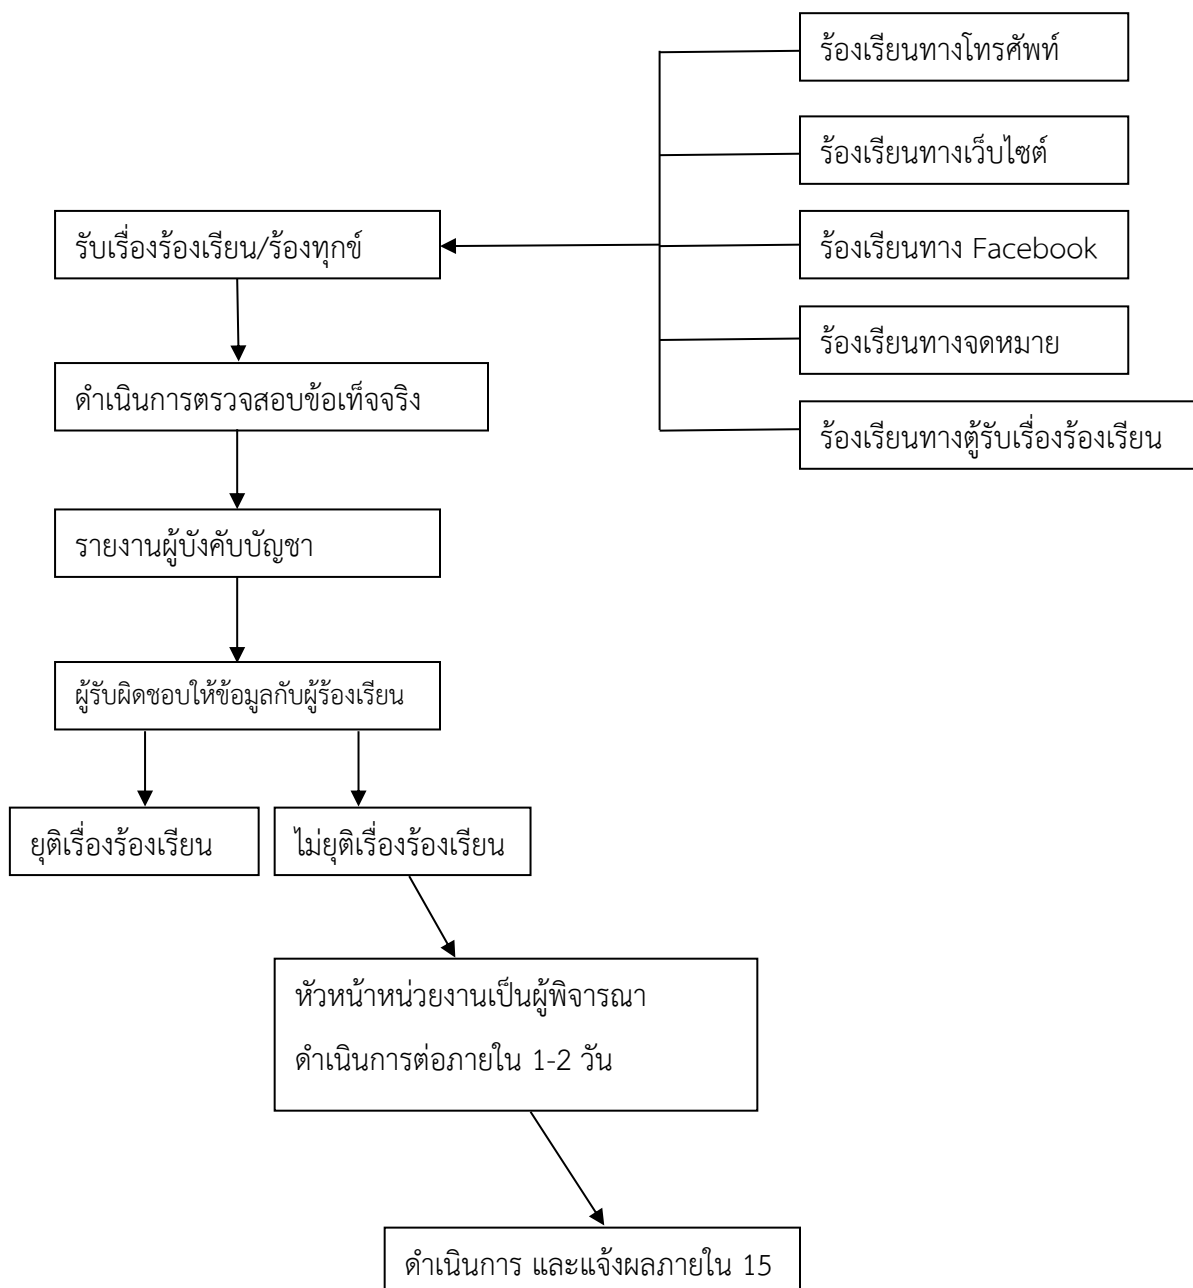 ร้องเรียนทางโทรศัพท์
ร้องเรียนทางเว็บไซต์
รับเรื่องร้องเรียน/ร้องทุกข์
ร้องเรียนทาง Facebook
ร้องเรียนทางจดหมาย
ดำเนินการตรวจสอบข้อเท็จจริง
ร้องเรียนทางตู้รับเรื่องร้องเรียน
รายงานผู้บังคับบัญชา
ผู้รับผิดชอบให้ข้อมูลกับผู้ร้องเรียน
ยุติเรื่องร้องเรียน
ไม่ยุติเรื่องร้องเรียน
หัวหน้าหน่วยงานเป็นผู้พิจารณา
ดำเนินการต่อภายใน 1-2 วัน
ดำเนินการ และแจ้งผลภายใน 15